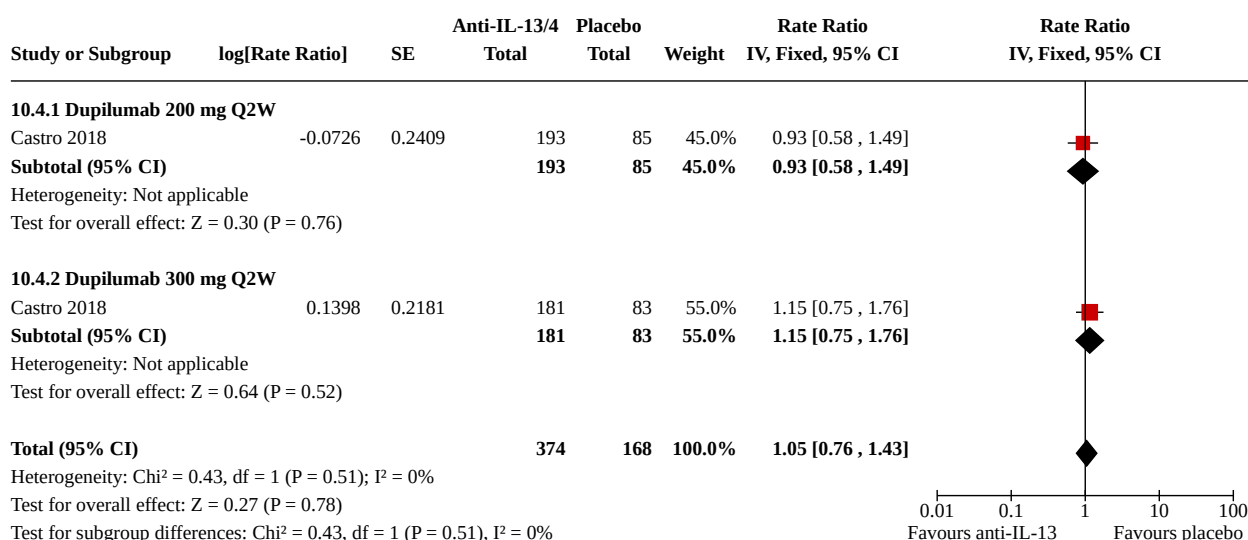 Anti-IL-13/4 Placebo Rate Ratio Rate Ratio
Study or Subgroup log[Rate Ratio] SE Total Total Weight IV, Fixed, 95% CI IV, Fixed, 95% CI
10.4.1 Dupilumab 200 mg Q2W
Castro 2018 -0.0726 0.2409 193 85 45.0% 0.93 [0.58 , 1.49]
Subtotal (95% CI) 193 85 45.0% 0.93 [0.58 , 1.49]
Heterogeneity: Not applicable
Test for overall effect: Z = 0.30 (P = 0.76)
10.4.2 Dupilumab 300 mg Q2W
Castro 2018 0.1398 0.2181 181 83 55.0% 1.15 [0.75 , 1.76]
Subtotal (95% CI) 181 83 55.0% 1.15 [0.75 , 1.76]
Heterogeneity: Not applicable
Test for overall effect: Z = 0.64 (P = 0.52)
Total (95% CI) 374 168 100.0% 1.05 [0.76 , 1.43]
Heterogeneity: Chi² = 0.43, df = 1 (P = 0.51); I² = 0%
Test for overall effect: Z = 0.27 (P = 0.78)
0.01 0.1 1 10 100
Test for subgroup differences: Chi² = 0.43, df = 1 (P = 0.51), I² = 0% Favours anti-IL-13 Favours placebo